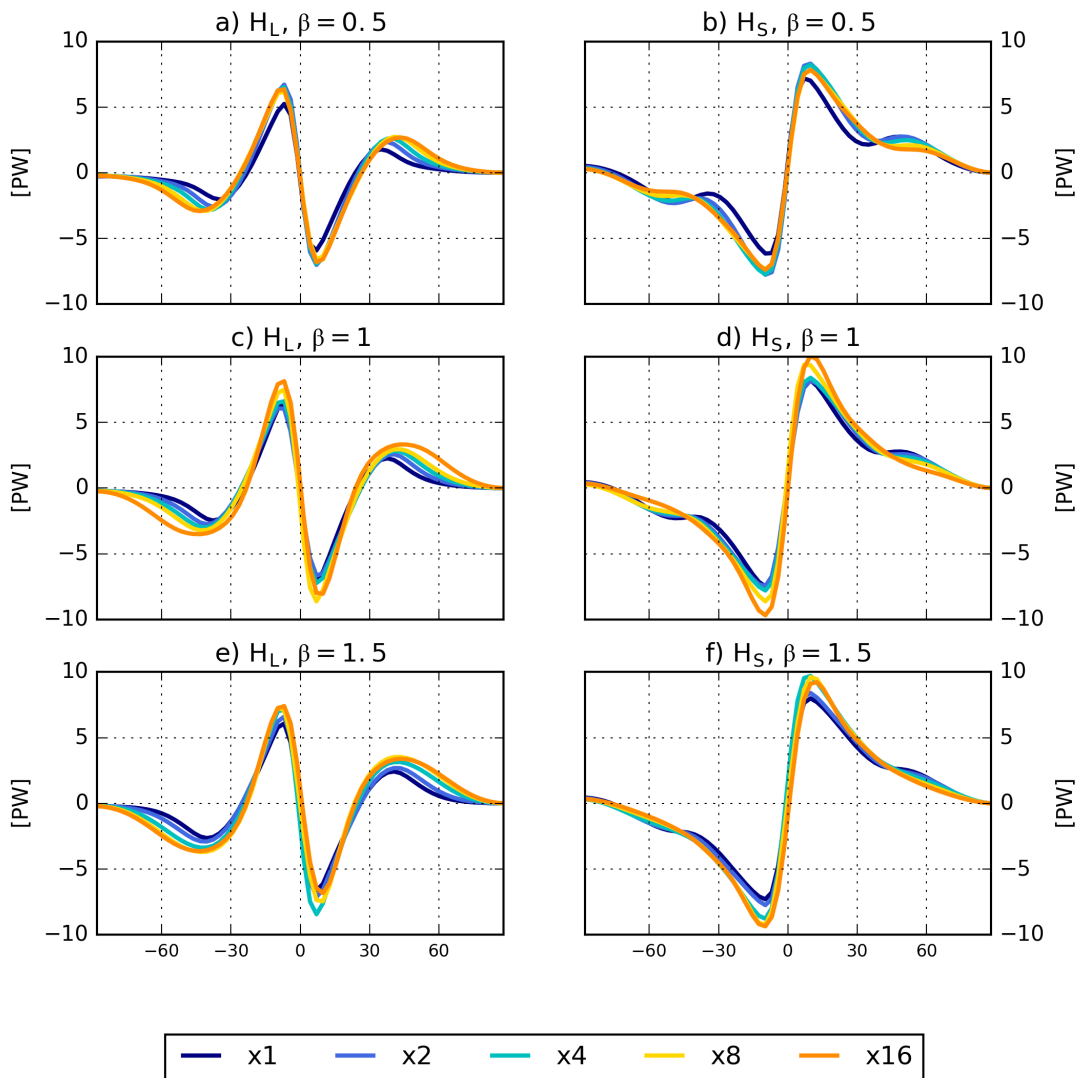 a) H_L, β = 0.5
b) H_S, β = 0.5
10 10
5 5
[PW] 0 0 [PW]
−5 −5
−10 −10
c) H_L, β = 1
d) H_S, β = 1
10 10
5 5
[PW] 0 0 [PW]
−5 −5
−10 −10
e) H_L, β = 1.5
f) H_S, β = 1.5
10 10
5 5
[PW] 0 0 [PW]
−5 −5
−10 −10
−60 −30 0 30 60 −60 −30 0 30 60
x1 x2 x4 x8 x16